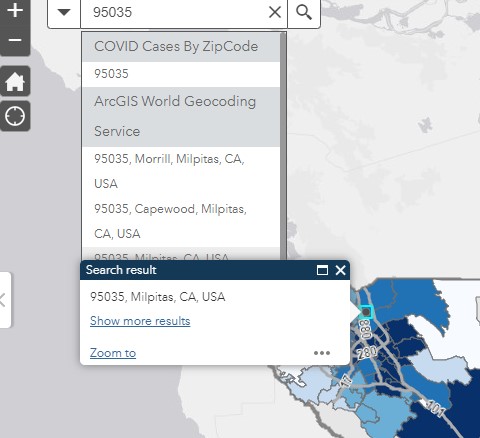 95035
COVID Cases By ZipCode
95035
ArcGIS World Geocoding
Service
95035, Morrill, Milpitas, CA,
USA
95035, Capewood, Milpitas,
CA, USA
95035, Milpitas, CA, USA
Search result
95035, Milpitas, CA, USA
Show more results
Zoom to
880
280
17
101